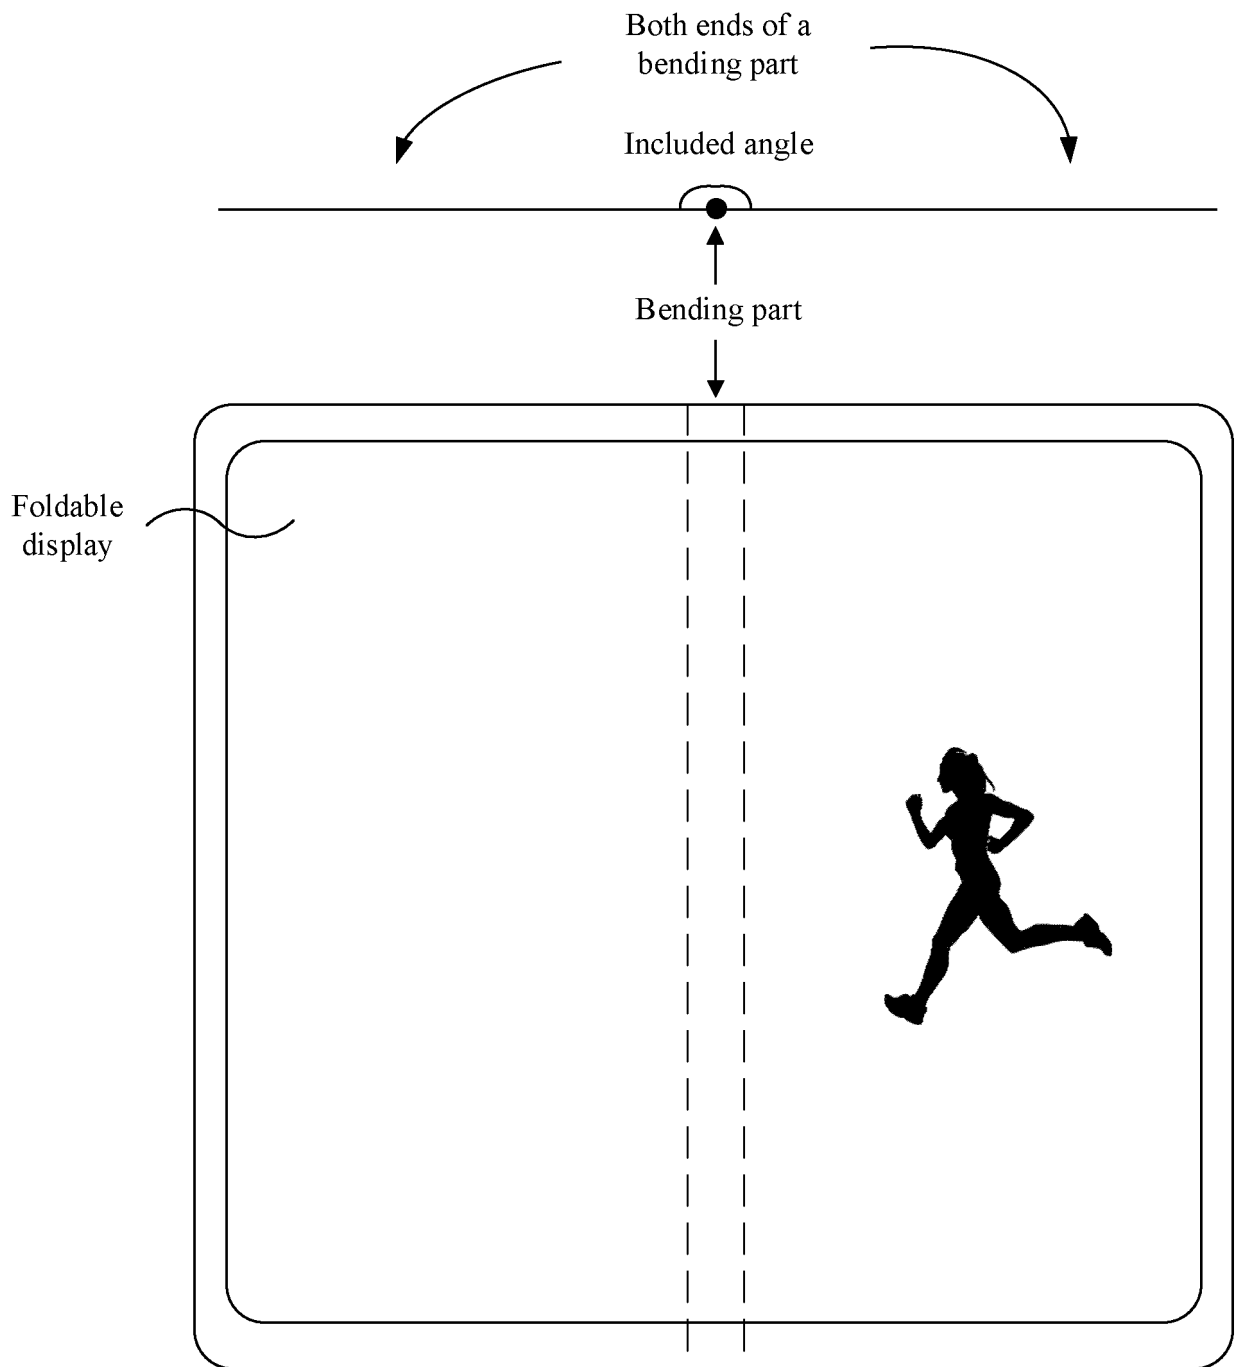 Both ends of a
bending part
Included angle
Bending part
Foldable
display